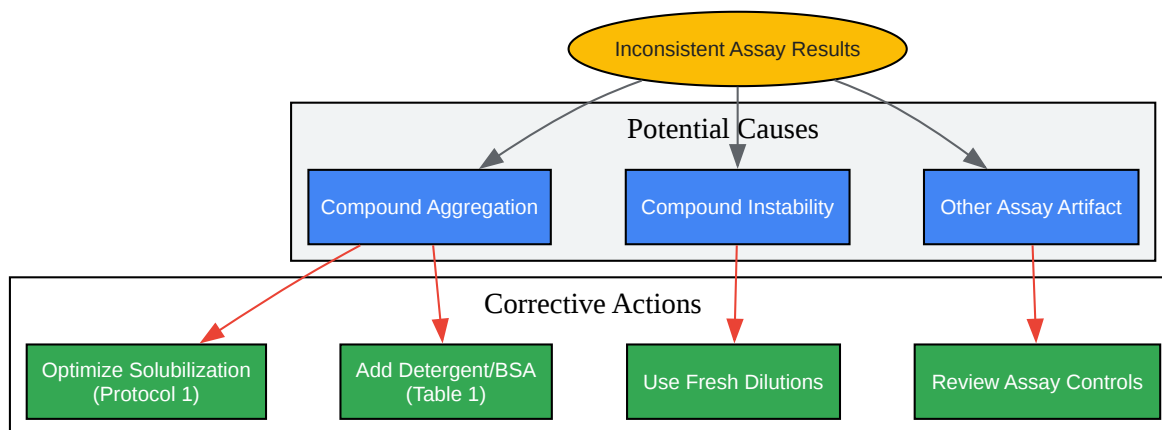 Inconsistent Assay Results
Potential Causes
Compound Aggregation
Compound Instability
Other Assay Artifact
Corrective Actions
Optimize Solubilization
(Protocol 1)
Add Detergent/BSA
(Table 1)
Use Fresh Dilutions
Review Assay Controls